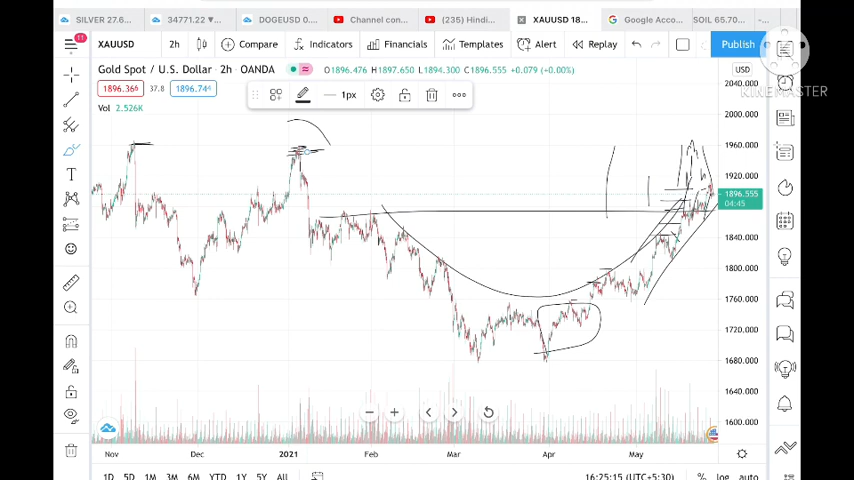 SILVER 27.6...
34771.22 ▼...
DOGEUSD 0....
Channel con...
(235) Hindi...
XAUUSD 18...
Google Acco...
SOIL 65.70...
11
XAUUSD
2h
Compare
Indicators
Financials
Templates
Alert
Replay
Publish
KINEMASTER
Gold Spot / U.S. Dollar · 2h · OANDA
O1896.476 H1897.650 L1894.300 C1896.555 +0.079 (+0.00%)
USD
1896.366
37.8
1896.744
1px
Vol 2.526K
2040.000
2000.000
1960.000
1920.000
1896.555
04:45
1840.000
1800.000
1760.000
1720.000
1680.000
1640.000
1600.000
Nov
Dec
2021
Feb
Mar
Apr
May
1D
5D
1M
3M
6M
YTD
1Y
5Y
All
16:25:15 (UTC+5:30)
%
log
auto